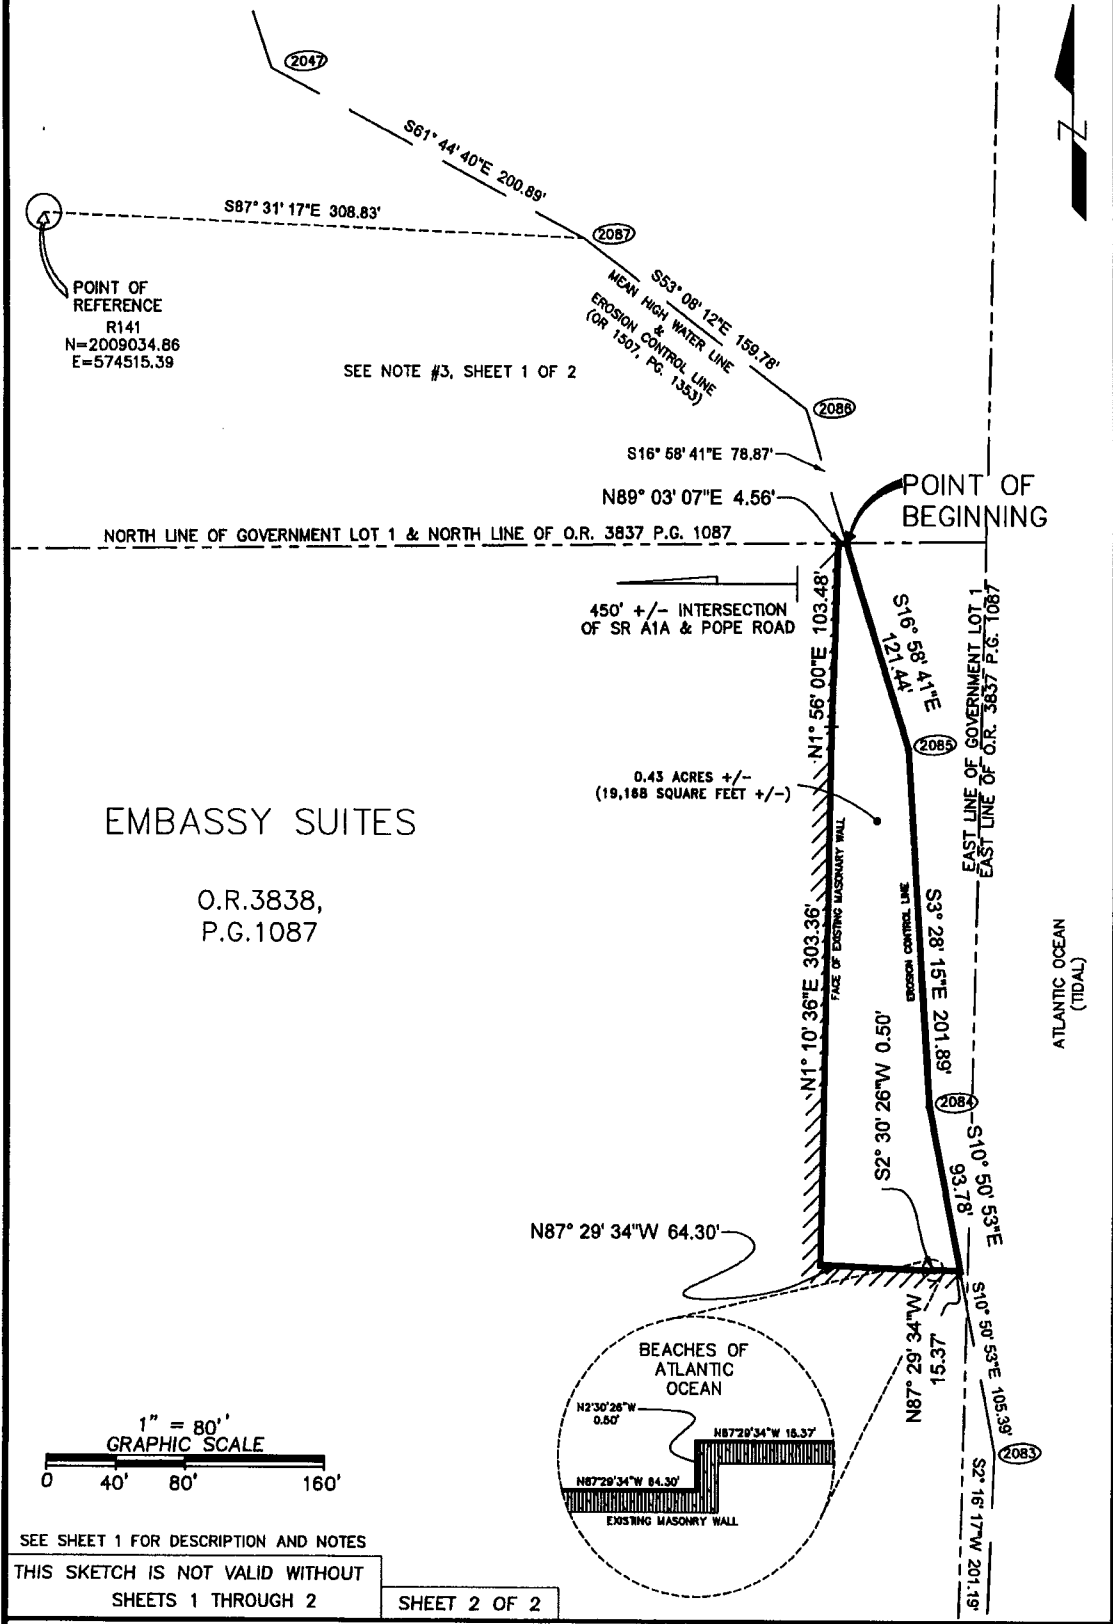 2047
S61° 44' 40"E 200.89'
S87° 31' 17"E 308.83'
2087
POINT OF
REFERENCE
R141
N=2009034.86
E=574515.39
SEE NOTE #3, SHEET 1 OF 2
S53° 08' 12"E 159.78'
MEAN HIGH WATER LINE
&
EROSION CONTROL LINE
(OR 1507, PG. 1353)
2086
S16° 58' 41"E 78.87'
N89° 03' 07"E 4.56'
POINT OF
BEGINNING
NORTH LINE OF GOVERNMENT LOT 1 & NORTH LINE OF O.R. 3837 P.G. 1087
450' +/- INTERSECTION
OF SR A1A & POPE ROAD
N1° 56' 00"E 103.48'
S16° 58' 41"E
121.44'
EAST LINE OF GOVERNMENT LOT 1
EAST LINE OF O.R. 3837 P.G. 1087
2085
0.43 ACRES +/-
(19,168 SQUARE FEET +/-)
EMBASSY SUITES
O.R.3838,
P.G.1087
N1° 10' 36"E 303.36'
FACE OF EXISTING MASONARY WALL
EROSION CONTROL LINE
S3° 28' 15"E 201.89'
ATLANTIC OCEAN
(TIDAL)
S2° 30' 26"W 0.50'
2084
S10° 50' 53"E
93.78'
N87° 29' 34"W 64.30'
N87° 29' 34"W
15.37'
S10° 50' 53"E 105.39'
2083
S2° 16' 17"W 201.19'
BEACHES OF
ATLANTIC
OCEAN
N2°30'26"W
0.50'
N87°29'34"W 15.37'
N87°29'34"W 64.30'
EXISTING MASONRY WALL
1" = 80'
GRAPHIC SCALE
0 40' 80' 160'
SEE SHEET 1 FOR DESCRIPTION AND NOTES
THIS SKETCH IS NOT VALID WITHOUT
SHEETS 1 THROUGH 2
SHEET 2 OF 2
Z